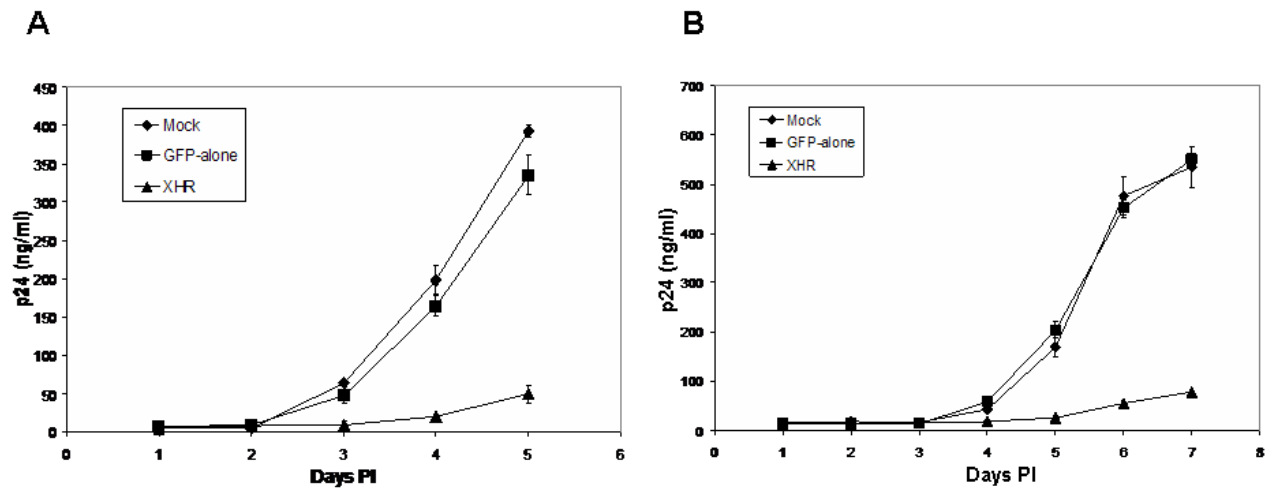 A
450
400
350
300
250
200
150
100
50
0
p24 (ng/ml)
Mock
GFP-alone
XHR
0 1 2 3 4 5 6
Days PI
B
700
600
500
400
300
200
100
0
p24 (ng/ml)
Mock
GFP-alone
XHR
0 1 2 3 4 5 6 7 8
Days PI